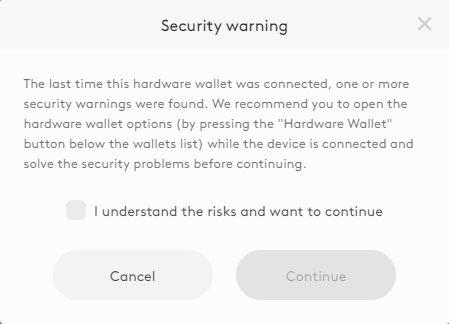 Security warning
The last time this hardware wallet was connected, one or more
security warnings were found. We recommend you to open the
hardware wallet options (by pressing the "Hardware Wallet"
button below the wallets list) while the device is connected and
solve the security problems before continuing.
I understand the risks and want to continue
Cancel
Continue